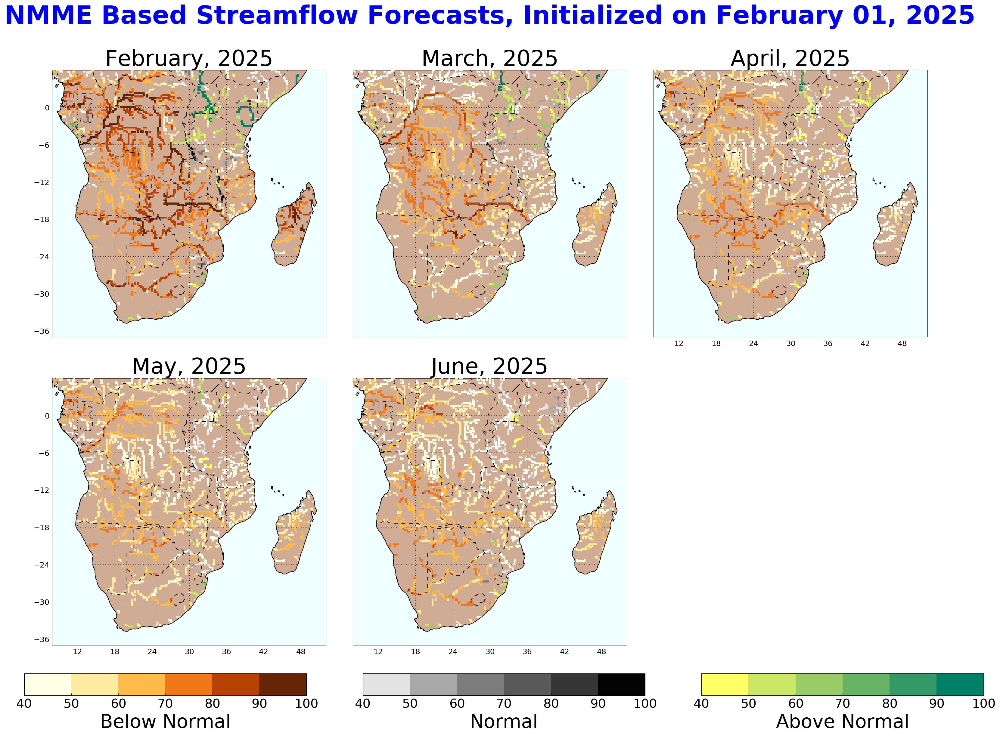 NMME Based Streamflow Forecasts, Initialized on February 01, 2025
February, 2025
March, 2025
April, 2025
0
−6
−12
−18
−24
−30
−36
12 18 24 30 36 42 48
May, 2025
June, 2025
0
−6
−12
−18
−24
−30
−36
12 18 24 30 36 42 48
12 18 24 30 36 42 48
40 50 60 70 80 90 100
Below Normal
40 50 60 70 80 90 100
Normal
40 50 60 70 80 90 100
Above Normal